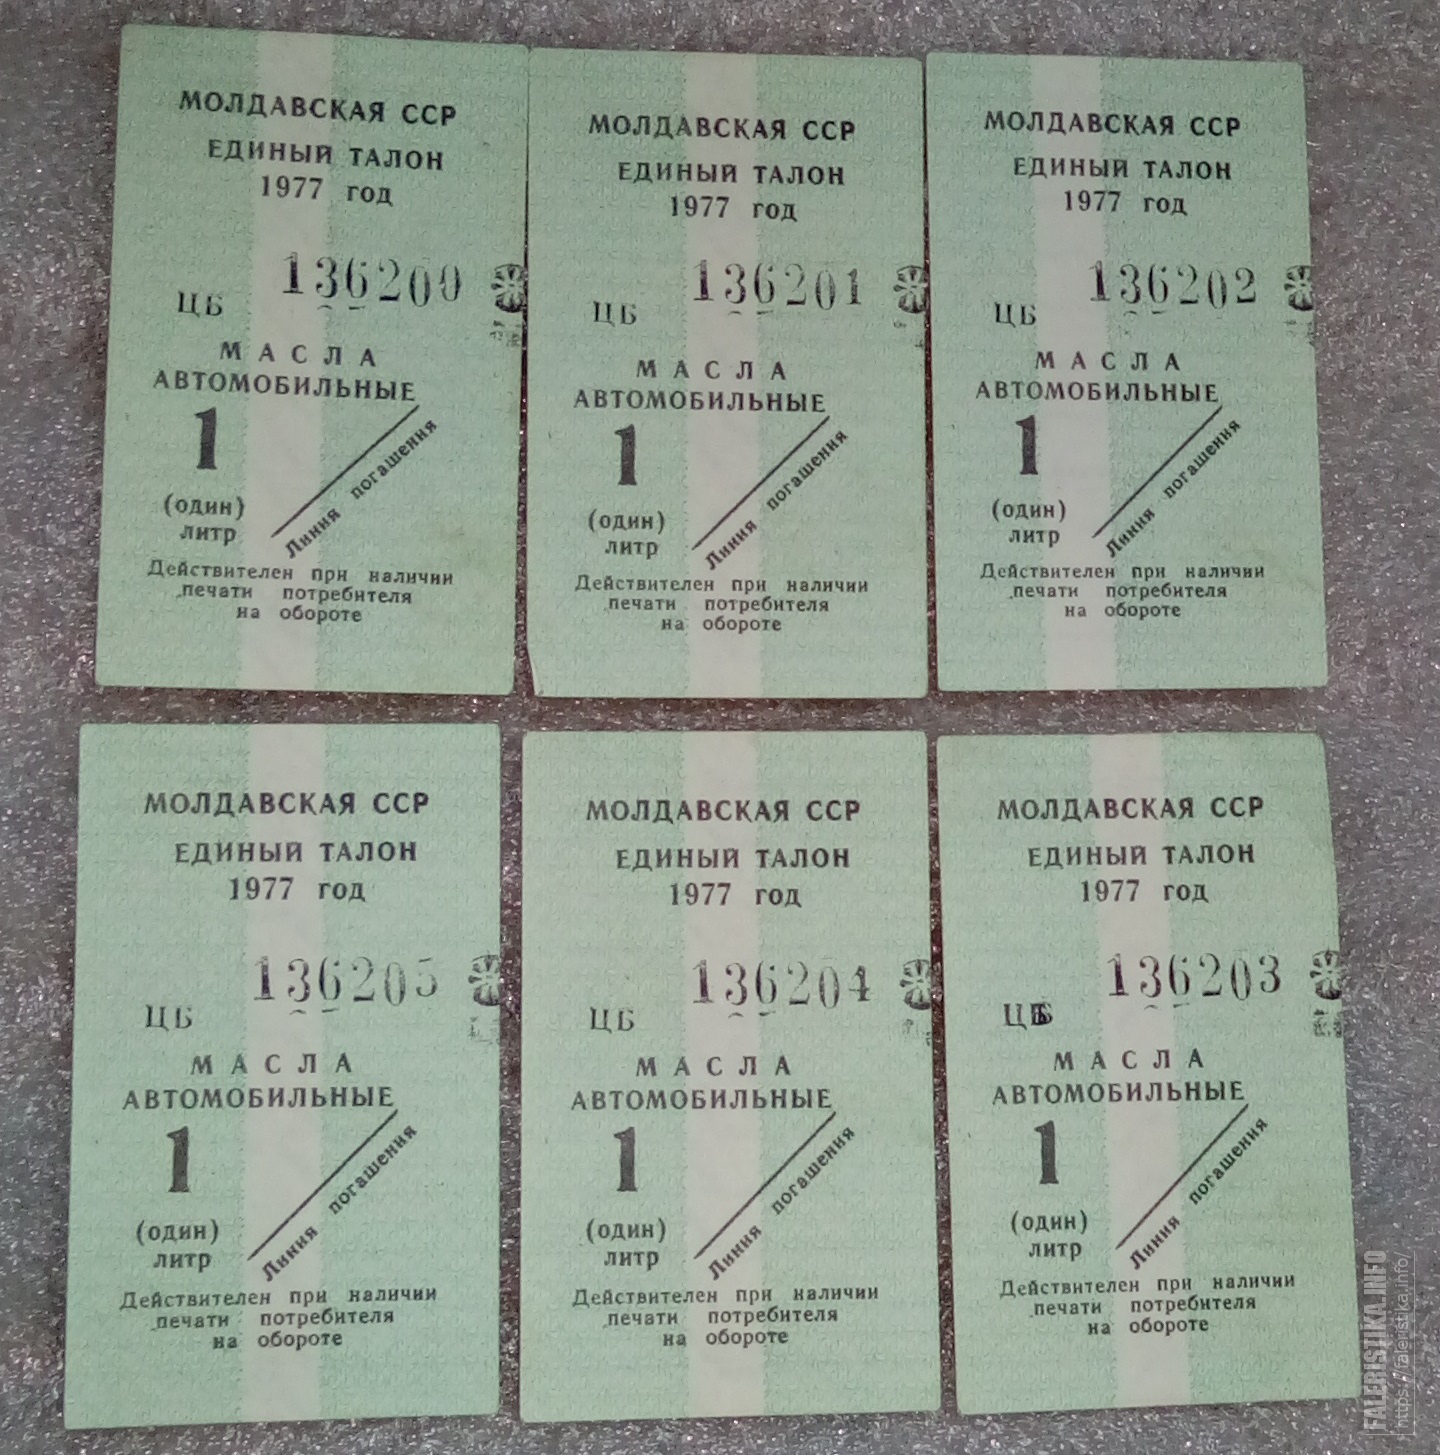 МОЛДАВСКАЯ ССР
ЕДИНЫЙ ТАЛОН
1977 год
136200
ЦБ
МАСЛА
АВТОМОБИЛЬНЫЕ
1
(один)
литр
Линия погашения
Действителен при наличии
печати потребителя
на обороте
МОЛДАВСКАЯ ССР
ЕДИНЫЙ ТАЛОН
1977 год
136201
ЦБ
МАСЛА
АВТОМОБИЛЬНЫЕ
1
(один)
литр
Линия погашения
Действителен при наличии
печати потребителя
на обороте
МОЛДАВСКАЯ ССР
ЕДИНЫЙ ТАЛОН
1977 год
136202
ЦБ
МАСЛА
АВТОМОБИЛЬНЫЕ
1
(один)
литр
Линия погашения
Действителен при наличии
печати потребителя
на обороте
МОЛДАВСКАЯ ССР
ЕДИНЫЙ ТАЛОН
1977 год
136205
ЦБ
МАСЛА
АВТОМОБИЛЬНЫЕ
1
(один)
литр
Линия погашения
Действителен при наличии
печати потребителя
на обороте
МОЛДАВСКАЯ ССР
ЕДИНЫЙ ТАЛОН
1977 год
136204
ЦБ
МАСЛА
АВТОМОБИЛЬНЫЕ
1
(один)
литр
Линия погашения
Действителен при наличии
печати потребителя
на обороте
МОЛДАВСКАЯ ССР
ЕДИНЫЙ ТАЛОН
1977 год
136203
ЦБ
МАСЛА
АВТОМОБИЛЬНЫЕ
1
(один)
литр
Линия погашения
Действителен при наличии
печати потребителя
на обороте
FALERISTIKA.INFO
https://faleristika.info/